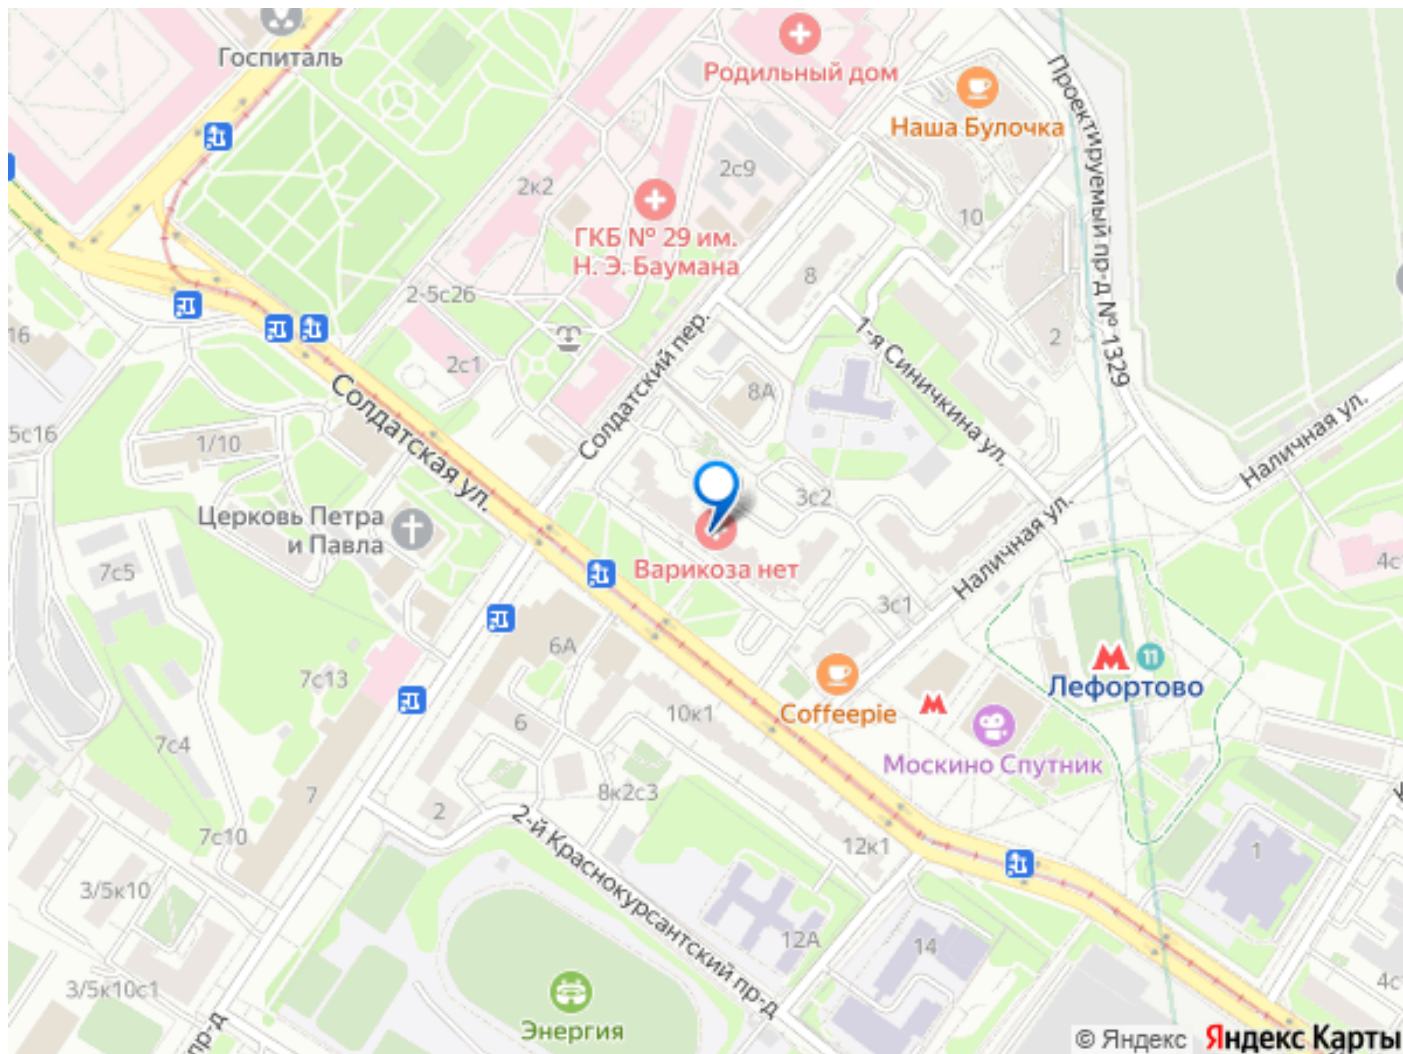 Госпиталь
Родильный дом
Наша Булочка
Проектируемый пр-д № 1329
2к2
2с9
10
ГКБ № 29 им.
Н. Э. Баумана
8
2-5с26
2
16
2с1
Солдатский пер.
1-я Синичкина ул.
8А
Солдатская ул.
Наличная ул.
5с16
1/10
3с2
Церковь Петра
и Павла
Наличная ул.
Варикоза нет
7с5
4с
3с1
6А
7с13
Лефортово
11
Coffeepie
10к1
6
7с4
Москино Спутник
7
8к2с3
2
2-й Краснокурсантский пр-д
7с10
12к1
1
3/5к10
12А
14
3/5к10с1
4с
Энергия
пр-д
© Яндекс Яндекс Карты